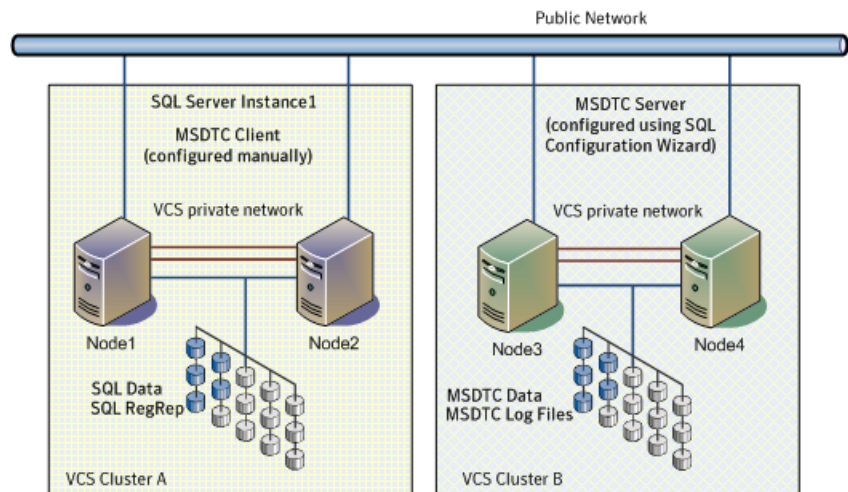 Public Network
SQL Server Instance1
MSDTC Client
(configured manually)
VCS private network
Node1
Node2
SQL Data
SQL RegRep
VCS Cluster A
MSDTC Server
(configured using SQL
Configuration Wizard)
VCS private network
Node3
Node4
MSDTC Data
MSDTC Log Files
VCS Cluster B